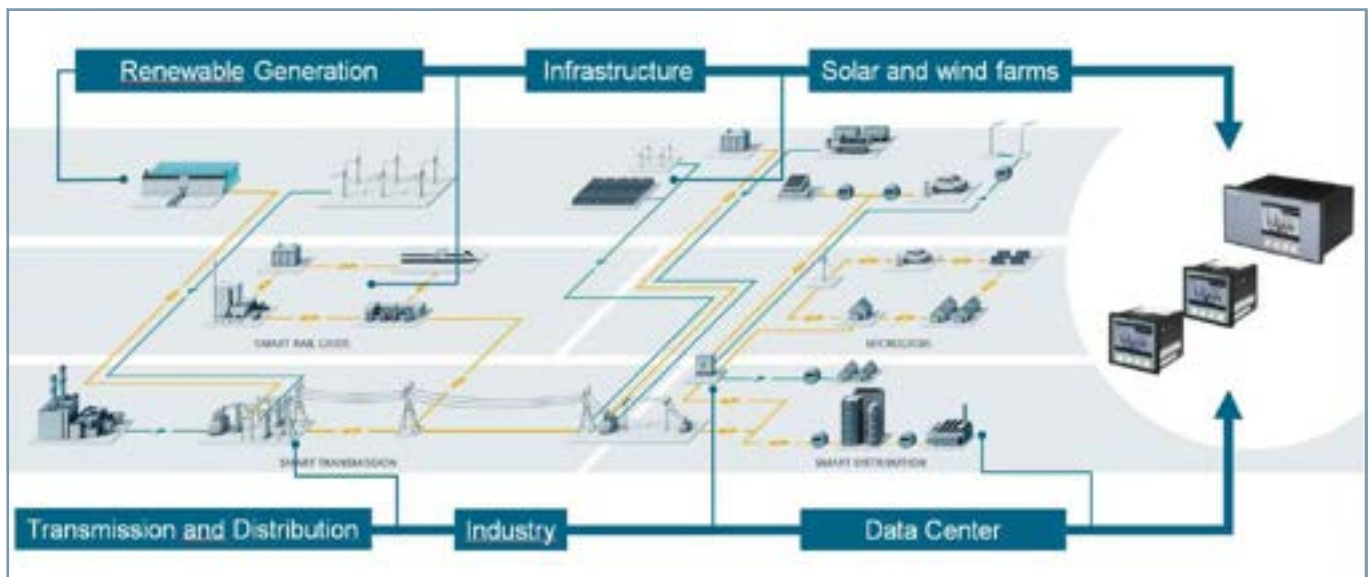 Renewable Generation
Infrastructure
Solar and wind farms
SMART RAIL GRIDS
MICROGRIDS
SMART TRANSMISSION
SMART DISTRIBUTION
Transmission and Distribution
Industry
Data Center